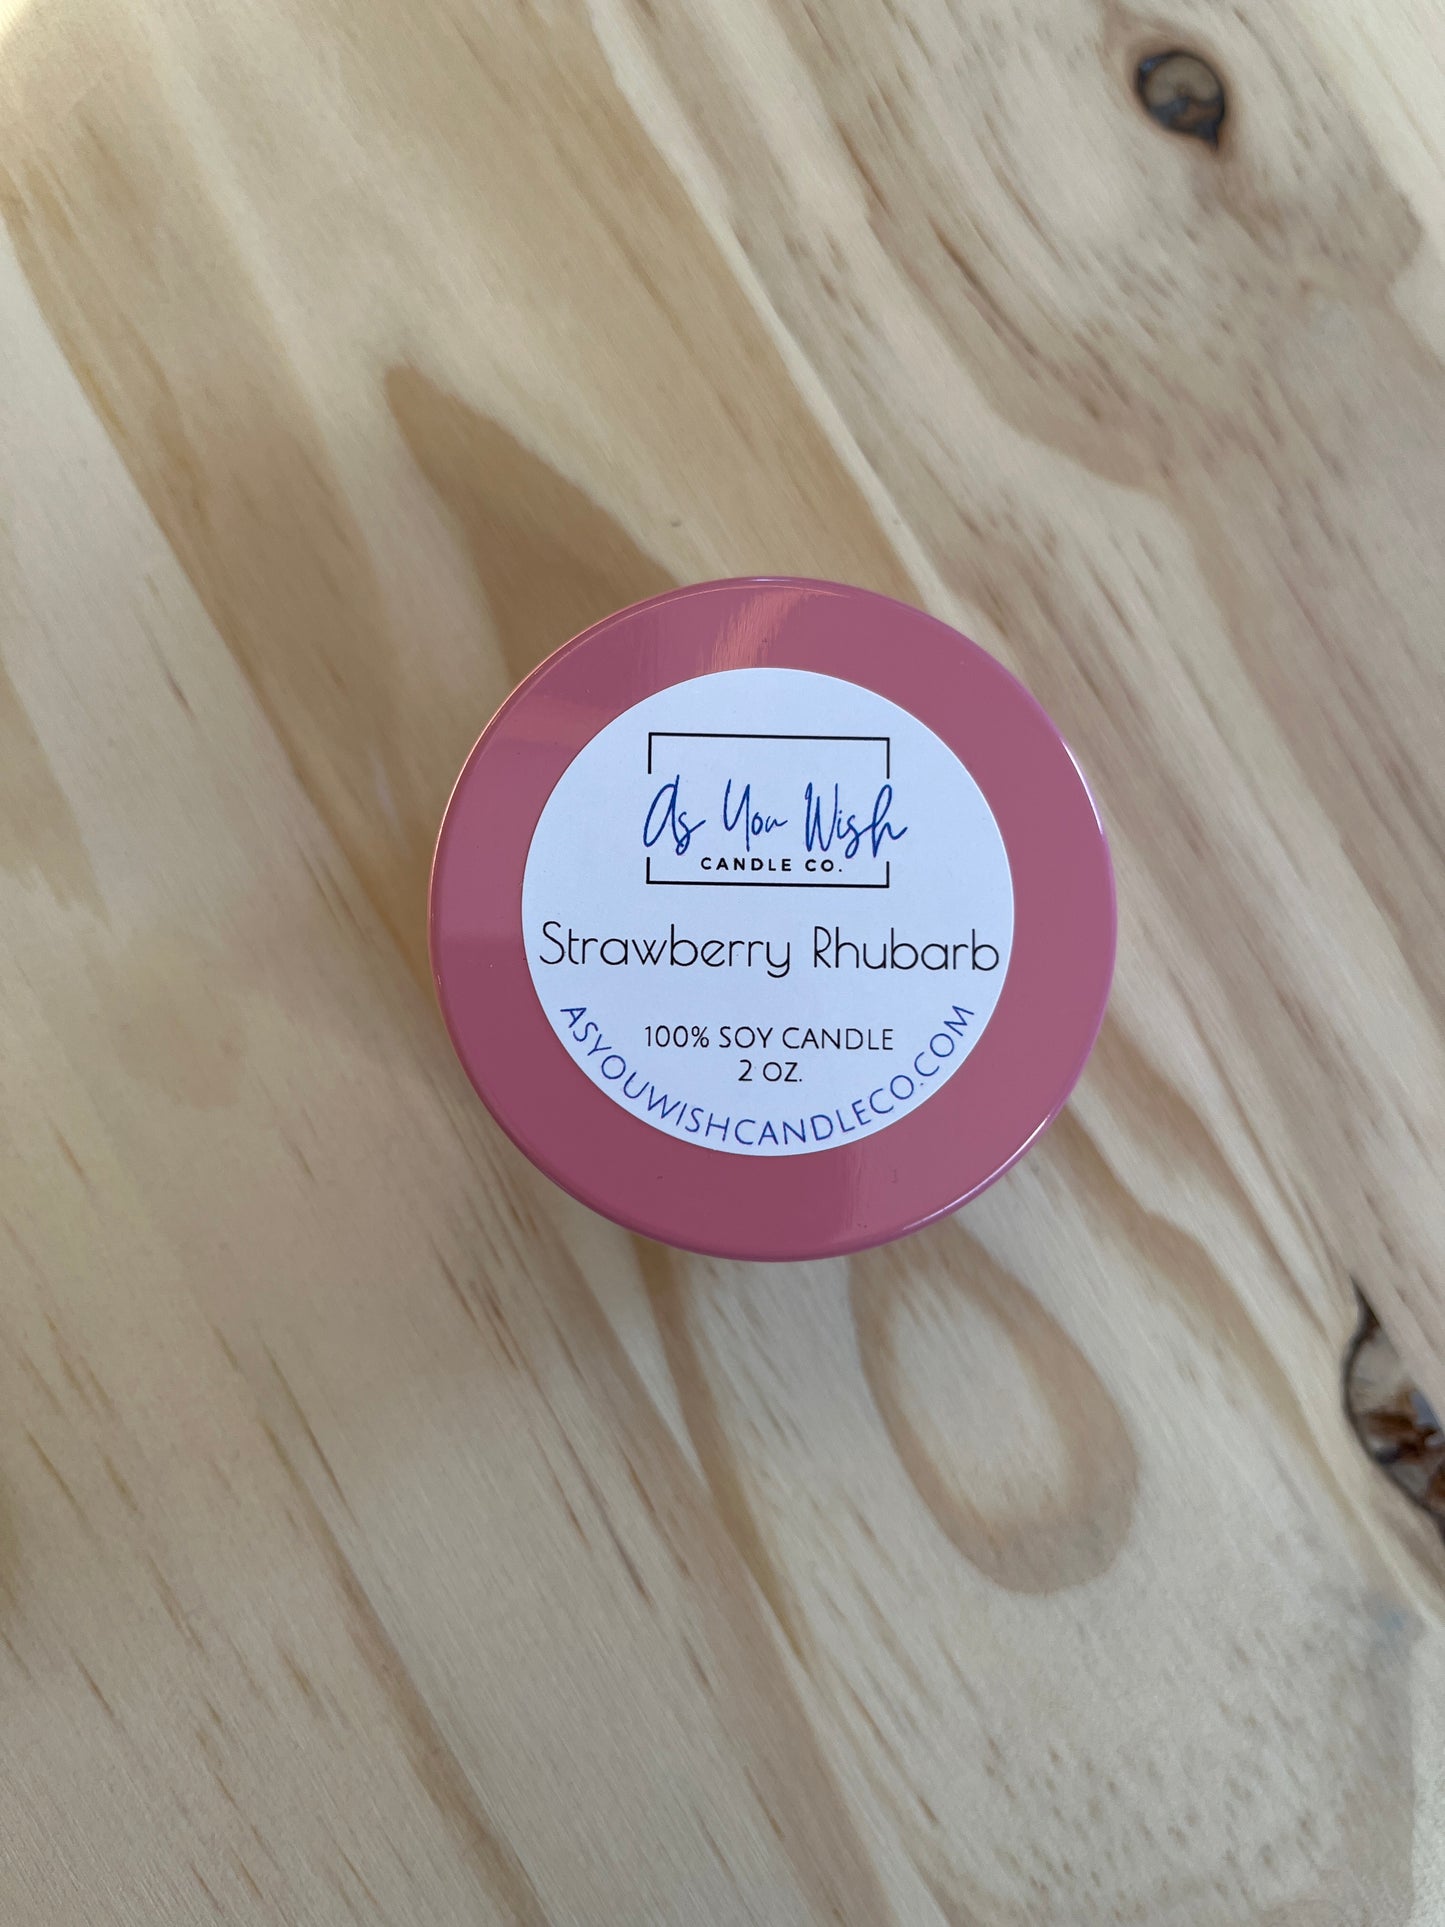 As You Wish
CANDLE CO.
Strawberry Rhubarb
100% SOY CANDLE
2 OZ.
ASYOUWISHCANDLECO.COM